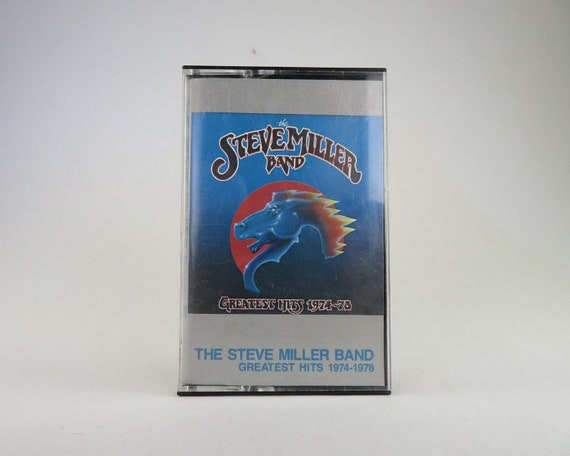 the
STEVE MILLER
BAND
GREATEST HITS 1974-78
THE STEVE MILLER BAND
GREATEST HITS 1974-1978